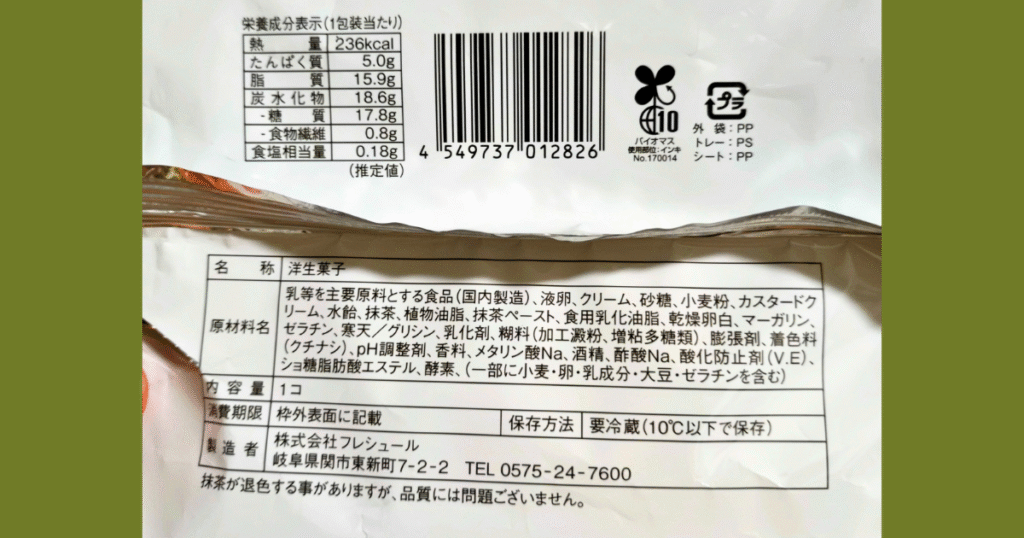 栄養成分表示(1包装当たり)
熱量 236kcal
たんぱく質 5.0g
脂質 15.9g
炭水化物 18.6g
-糖質 17.8g
-食物繊維 0.8g
食塩相当量 0.18g
(推定値)
4 549737 012826
10
バイオマス
使用部位:インキ
No.170014
プラ
外袋:PP
トレー:PS
シート:PP
名称 洋生菓子
原材料名 乳等を主要原料とする食品(国内製造)、液卵、クリーム、砂糖、小麦粉、カスタードク
リーム、水飴、抹茶、植物油脂、抹茶ペースト、食用乳化油脂、乾燥卵白、マーガリン、
ゼラチン、寒天/グリシン、乳化剤、糊料(加工澱粉、増粘多糖類)、膨張剤、着色料
(クチナシ)、pH調整剤、香料、メタリン酸Na、酒精、酢酸Na、酸化防止剤(V.E)、
ショ糖脂肪酸エステル、酵素、(一部に小麦・卵・乳成分・大豆・ゼラチンを含む)
内容量 1コ
消費期限 枠外表面に記載 保存方法 要冷蔵(10℃以下で保存)
製造者 株式会社フレシュール
岐阜県関市東新町7-2-2 TEL 0575-24-7600
抹茶が退色する事がありますが、品質には問題ございません。